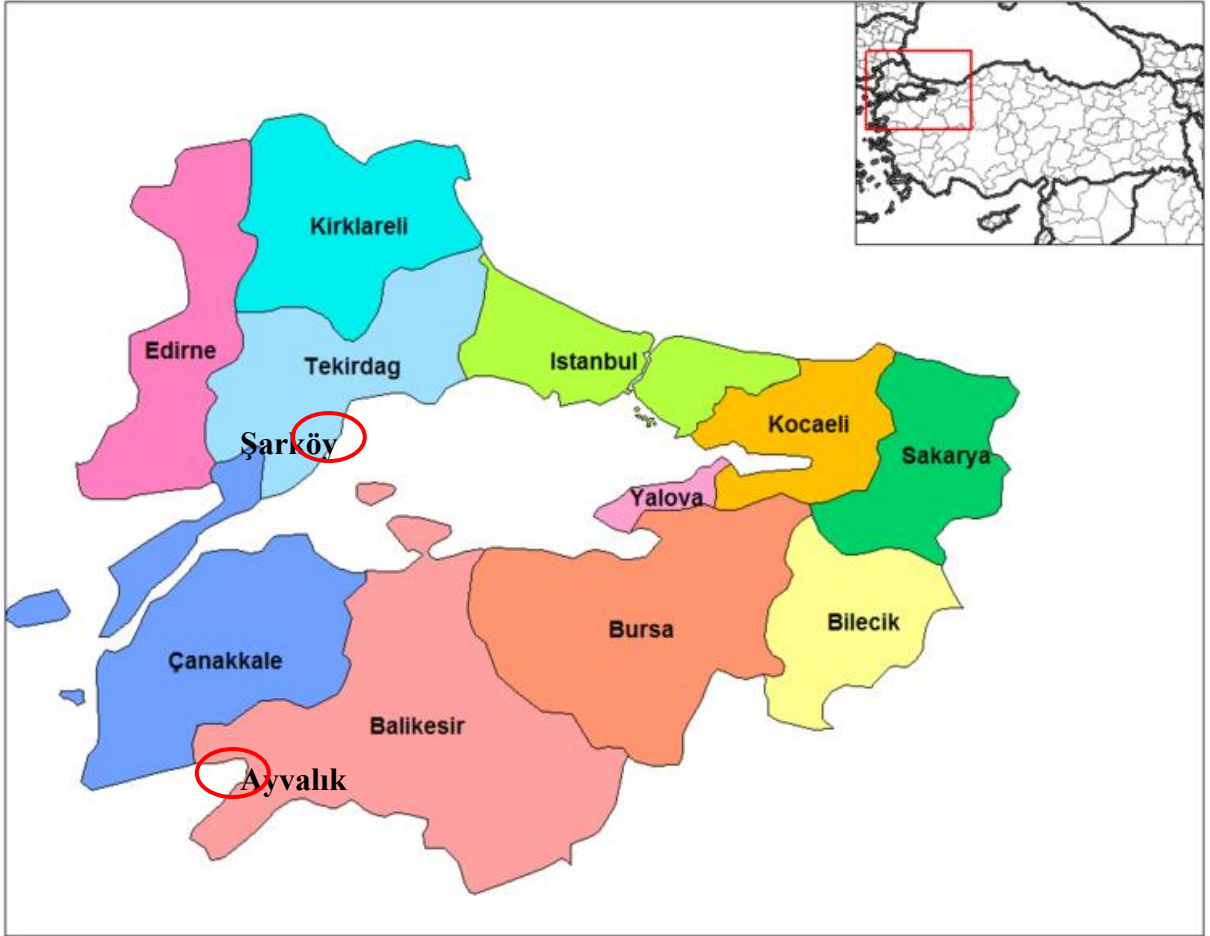 Kirklareli
Edirne
Tekirdag
Istanbul
Kocaeli
Şarköy
Sakarya
Yalova
Bursa
Bilecik
Çanakkale
Balikesir
Ayvalık